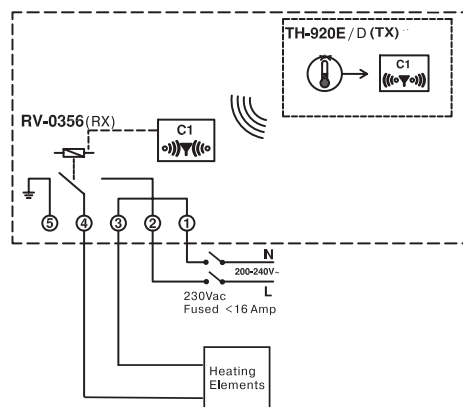 TH-920E/D (TX)
C1
RV-0356(RX)
C1
5 4 3 2 1
N
200-240V~
L
230Vac
Fused <16 Amp
Heating
Elements